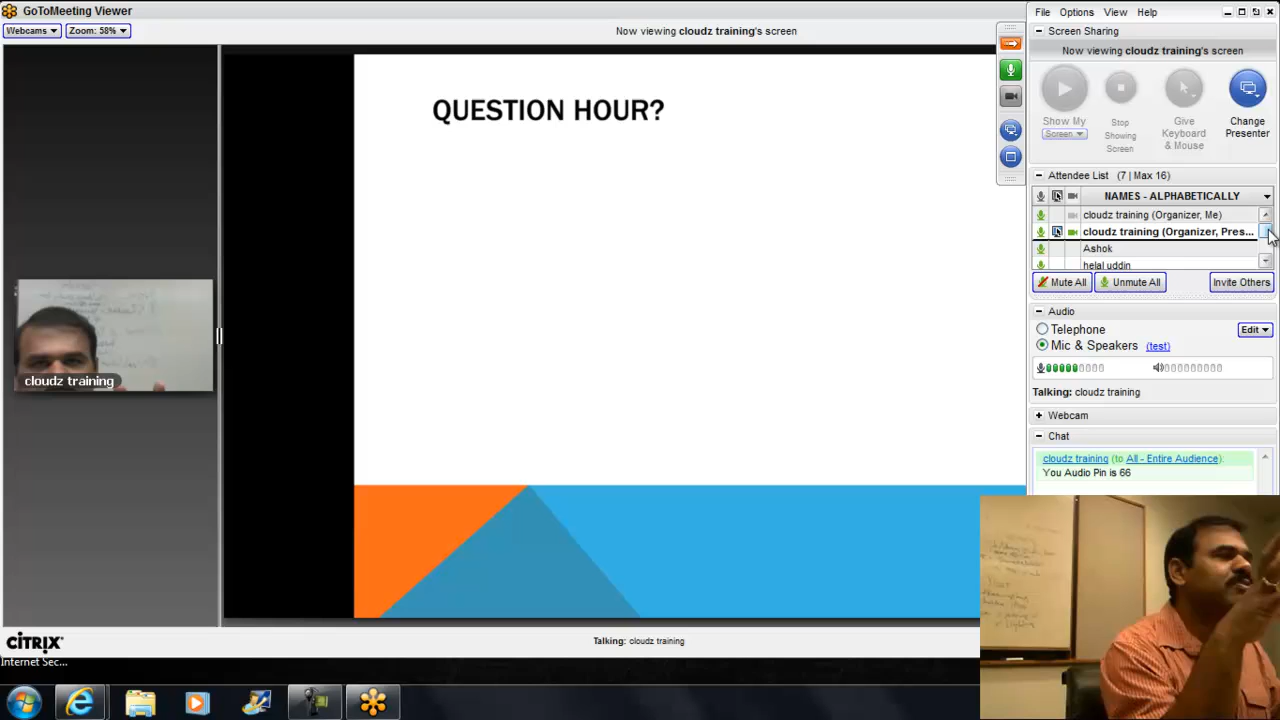 GoToMeeting Viewer
File Options View Help
Webcams Zoom: 58%
Now viewing cloudz training's screen
Screen Sharing
Now viewing cloudz training's screen
Show My
Screen
Stop
Showing
Screen
Give
Keyboard
& Mouse
Change
Presenter
QUESTION HOUR?
Attendee List (7 | Max 16)
NAMES - ALPHABETICALLY
cloudz training (Organizer, Me)
cloudz training (Organizer, Pres...
Ashok
helal uddin
Mute All Unmute All Invite Others
Audio
Telephone Edit
Mic & Speakers (test)
Talking: cloudz training
Webcam
Chat
cloudz training (to All - Entire Audience):
You Audio Pin is 66
cloudz training
CITRIX
Talking: cloudz training
Internet Sec...